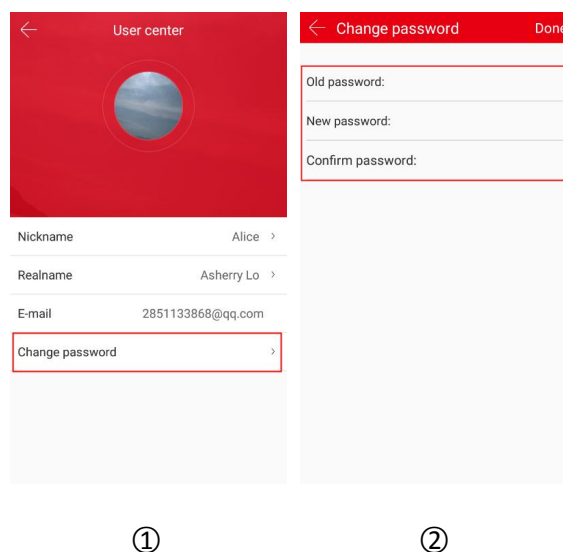 User center
Nickname Alice >
Realname Asherry Lo >
E-mail 2851133868@qq.com
Change password >
①
Change password Done
Old password:
New password:
Confirm password:
②